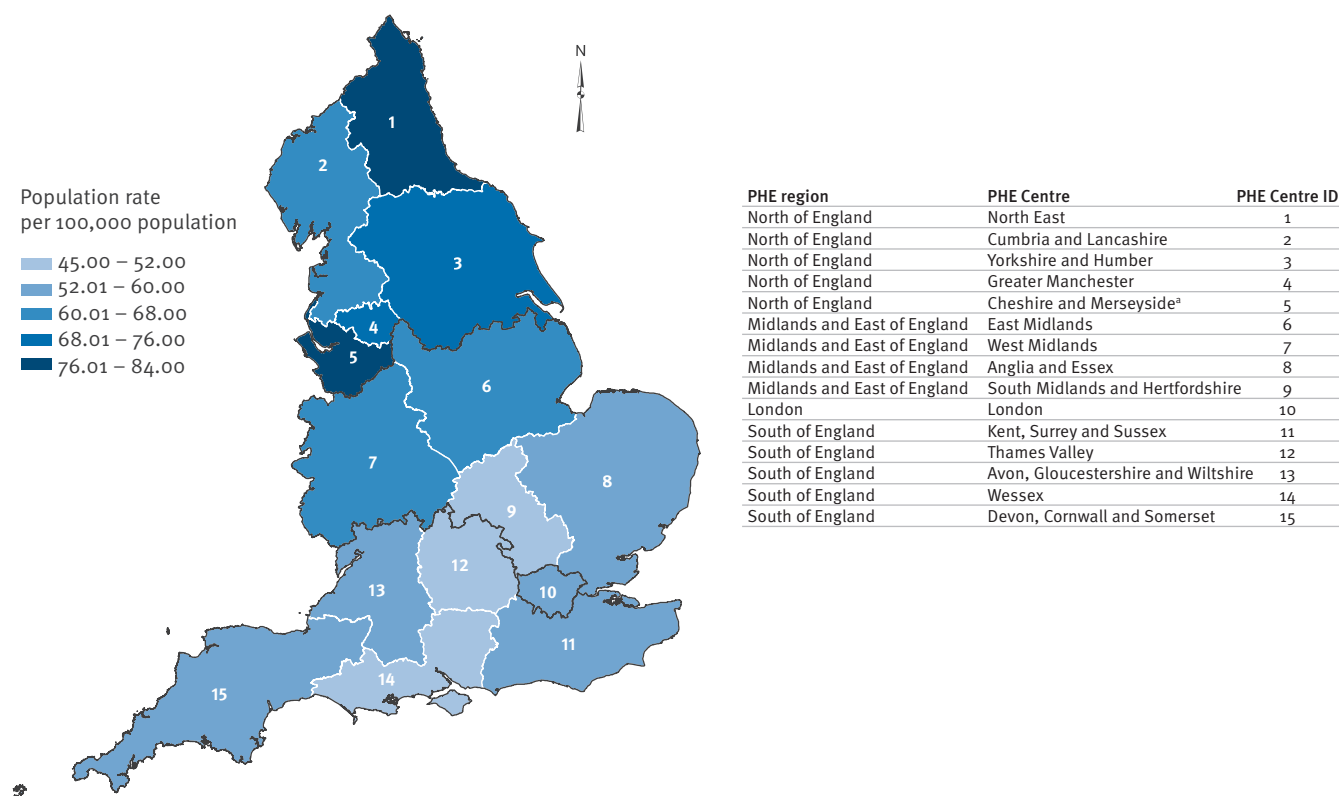 N
1
2
3
4
5
6
7
8
9
10
11
12
13
14
15
Population rate
per 100,000 population
45.00 – 52.00
52.01 – 60.00
60.01 – 68.00
68.01 – 76.00
76.01 – 84.00
PHE region PHE Centre PHE Centre ID
North of England North East 1
North of England Cumbria and Lancashire 2
North of England Yorkshire and Humber 3
North of England Greater Manchester 4
North of England Cheshire and Merseysideᵃ 5
Midlands and East of England East Midlands 6
Midlands and East of England West Midlands 7
Midlands and East of England Anglia and Essex 8
Midlands and East of England South Midlands and Hertfordshire 9
London London 10
South of England Kent, Surrey and Sussex 11
South of England Thames Valley 12
South of England Avon, Gloucestershire and Wiltshire 13
South of England Wessex 14
South of England Devon, Cornwall and Somerset 15